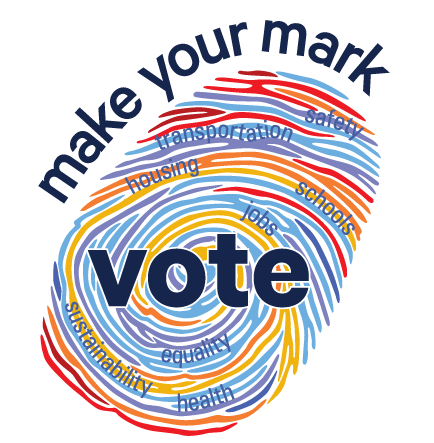 make your mark
safety
transportation
housing
schools
jobs
vote
sustainability
equality
health